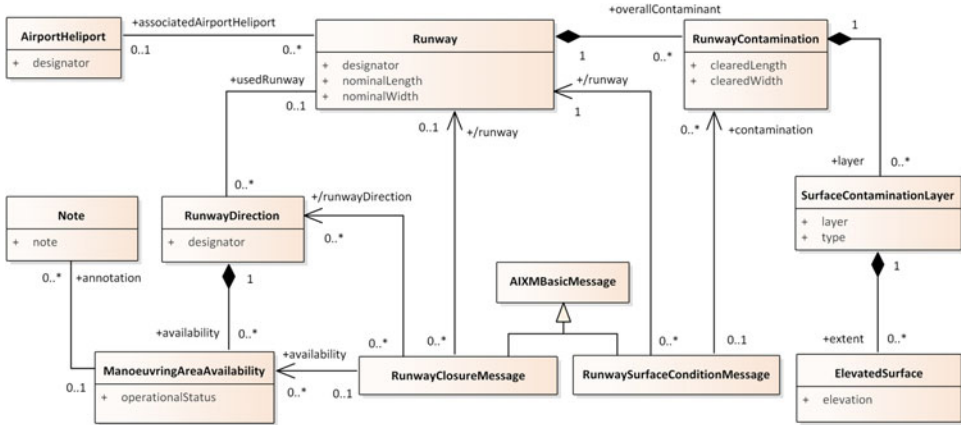 +overallContaminant
+associatedAirportHeliport
AirportHeliport
+ designator
0..1
0..*
Runway
+ designator
+ nominalLength
+ nominalWidth
1
0..*
RunwayContamination
+ clearedLength
+ clearedWidth
1
+usedRunway
0..1
+/runway
1
0..1
+/runway
0..*
+contamination
+layer
0..*
0..*
+/runwayDirection
Note
+ note
RunwayDirection
+ designator
0..*
SurfaceContaminationLayer
+ layer
+ type
0..*
+annotation
1
AIXMBasicMessage
1
+availability
0..*
+availability
0..*
0..*
0..*
0..1
+extent
0..*
0..1
ManoeuvringAreaAvailability
+ operationalStatus
0..*
0..1
RunwayClosureMessage
RunwaySurfaceConditionMessage
ElevatedSurface
+ elevation